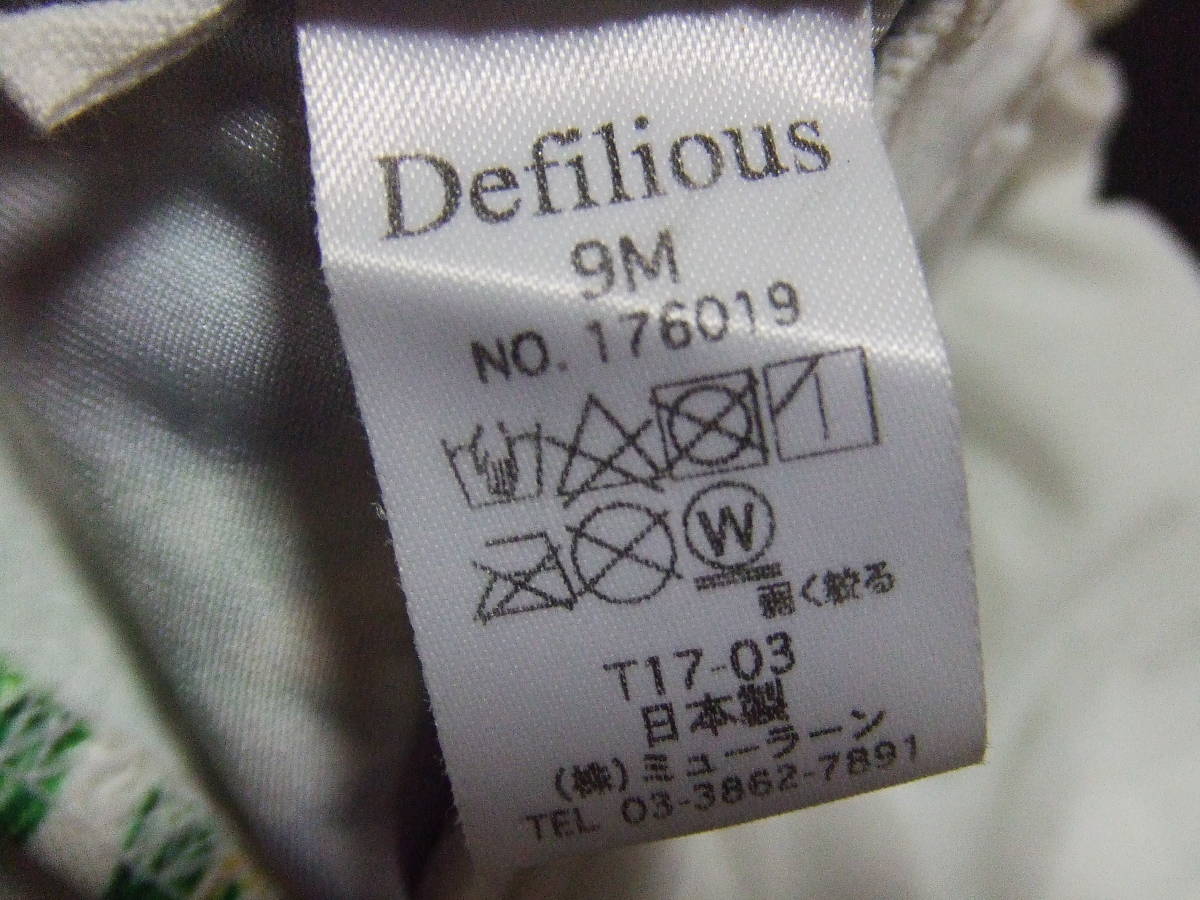 Defilious
9M
NO. 176019
W
弱く絞る
T17-03
日本製
(株)ミューラーン
TEL 03-3862-7891